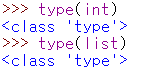 >>> type(int)
<class 'type'>
>>> type(list)
<class 'type'>